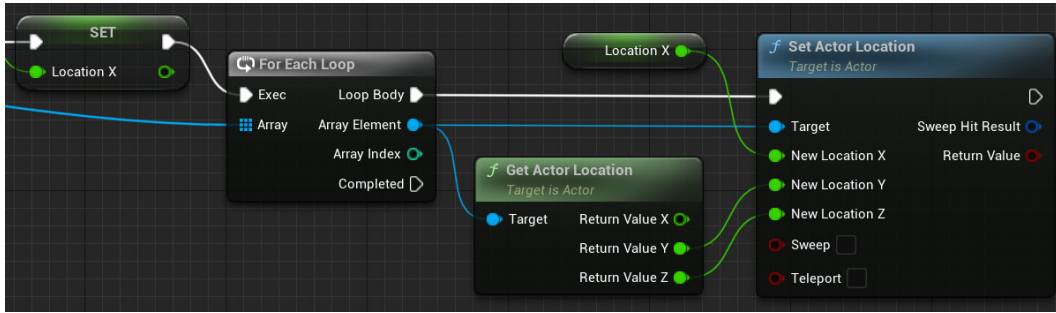 SET
Location X
For Each Loop
Exec
Loop Body
Array
Array Element
Array Index
Completed
Location X
Get Actor Location
Target is Actor
Target
Return Value X
Return Value Y
Return Value Z
Set Actor Location
Target is Actor
Target
Sweep Hit Result
New Location X
Return Value
New Location Y
New Location Z
Sweep
Teleport